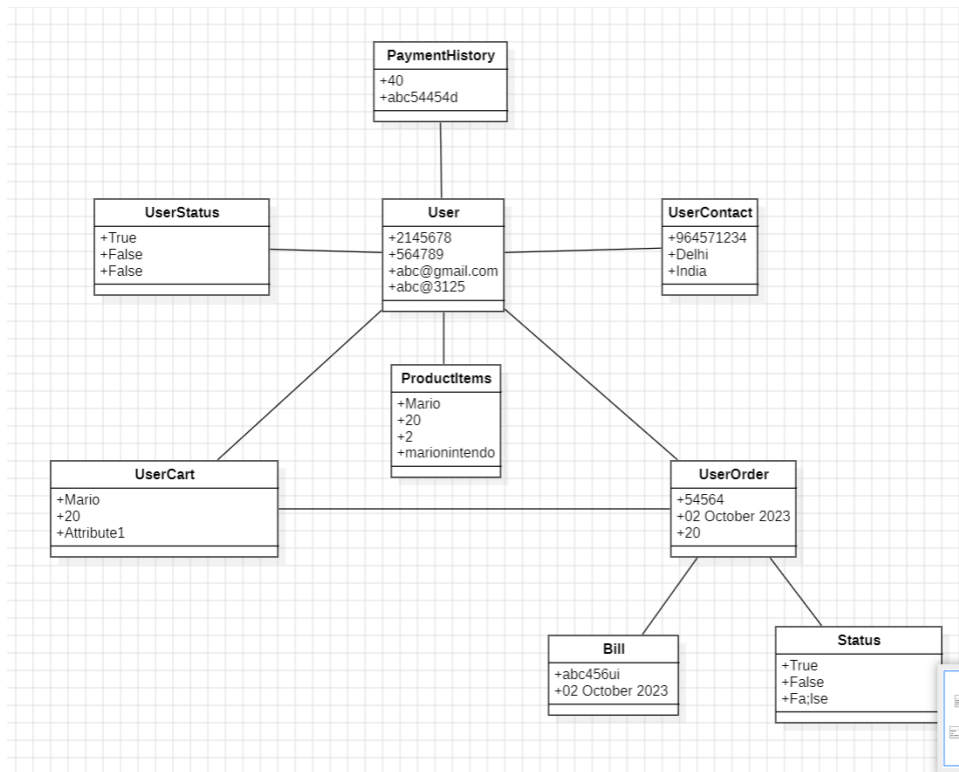 PaymentHistory
+40
+abc54454d
UserStatus
+True
+False
+False
User
+2145678
+564789
+abc@gmail.com
+abc@3125
UserContact
+964571234
+Delhi
+India
ProductItems
+Mario
+20
+2
+marionintendo
UserCart
+Mario
+20
+Attribute1
UserOrder
+54564
+02 October 2023
+20
Bill
+abc456ui
+02 October 2023
Status
+True
+False
+Fa;lse